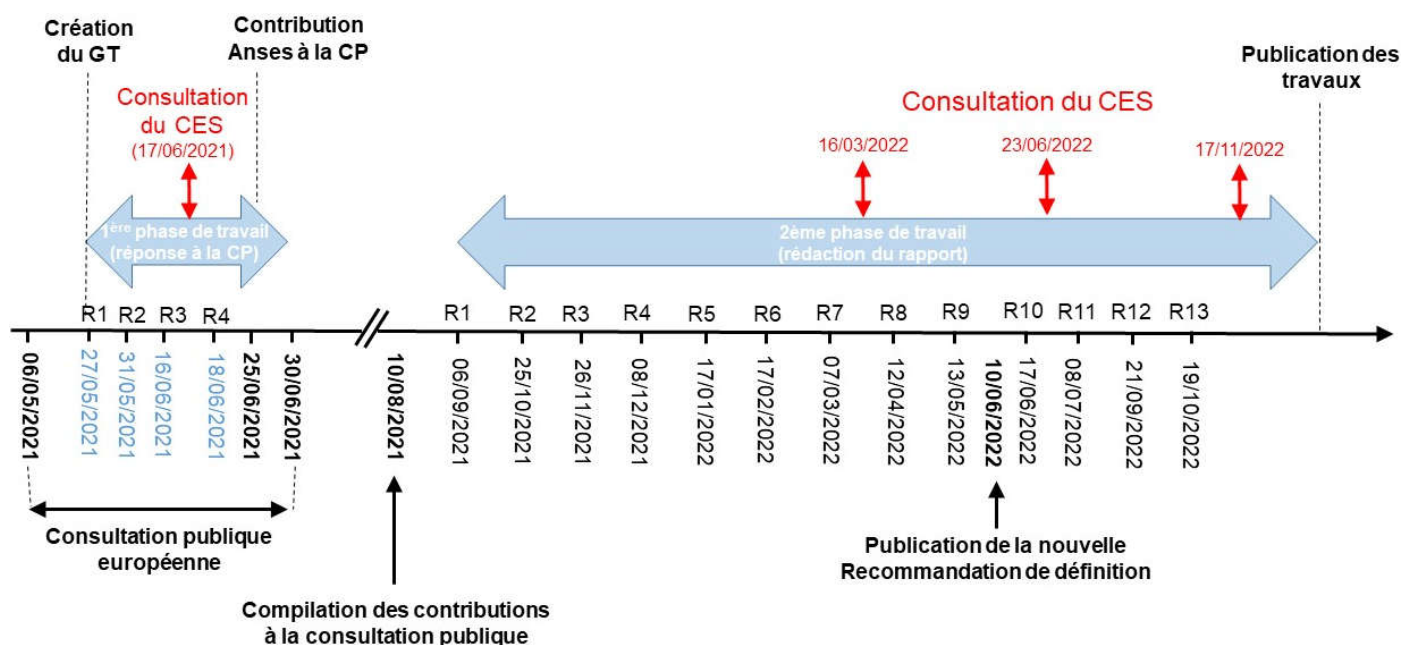 Création
du GT
Contribution
Anses à la CP
Publication des
travaux
Consultation
du CES
(17/06/2021)
Consultation du CES
16/03/2022
23/06/2022
17/11/2022
1ère phase de travail
(réponse à la CP)
2ème phase de travail
(rédaction du rapport)
R1 R2 R3 R4
R1 R2 R3 R4 R5 R6 R7 R8 R9 R10 R11 R12 R13
06/05/2021
27/05/2021
31/05/2021
16/06/2021
18/06/2021
25/06/2021
30/06/2021
10/08/2021
06/09/2021
25/10/2021
26/11/2021
08/12/2021
17/01/2022
17/02/2022
07/03/2022
12/04/2022
13/05/2022
10/06/2022
17/06/2022
08/07/2022
21/09/2022
19/10/2022
Consultation publique
européenne
Publication de la nouvelle
Recommandation de définition
Compilation des contributions
à la consultation publique